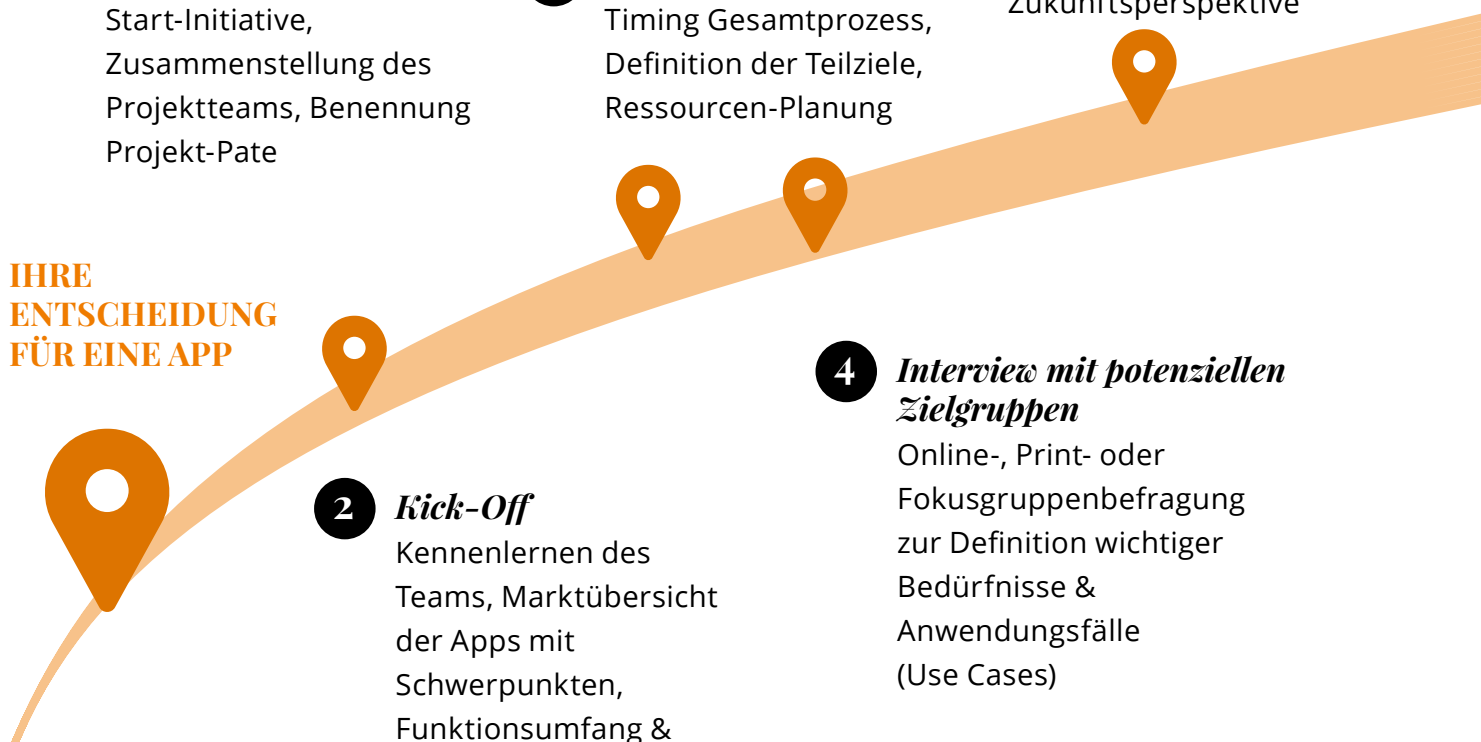 Start-Initiative,
Zusammenstellung des
Projektteams, Benennung
Projekt-Pate
Timing Gesamtprozess,
Definition der Teilziele,
Ressourcen-Planung
Zukunftsperspektive
IHRE
ENTSCHEIDUNG
FÜR EINE APP
2 Kick-Off
Kennenlernen des
Teams, Marktübersicht
der Apps mit
Schwerpunkten,
Funktionsumfang &
4 Interview mit potenziellen
Zielgruppen
Online-, Print- oder
Fokusgruppenbefragung
zur Definition wichtiger
Bedürfnisse &
Anwendungsfälle
(Use Cases)